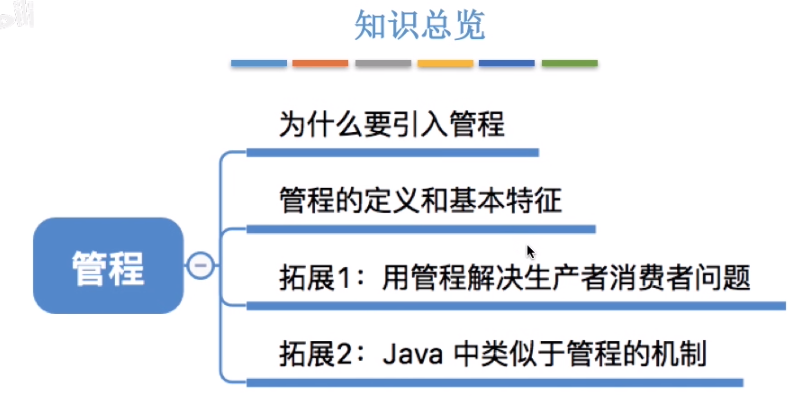 知识总览
为什么要引入管程
管程的定义和基本特征
管程
拓展1：用管程解决生产者消费者问题
拓展2：Java 中类似于管程的机制